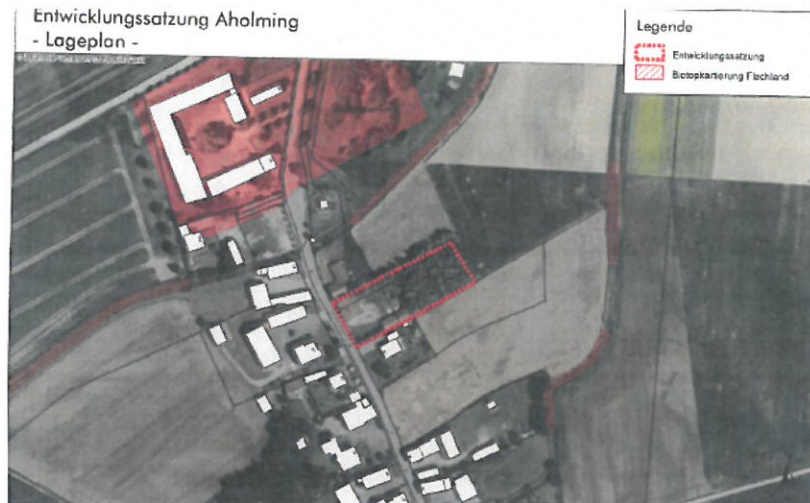 Entwicklungssatzung Aholming
- Lageplan -
Legende
Entwicklungssatzung
Biotopkartierung Flachland